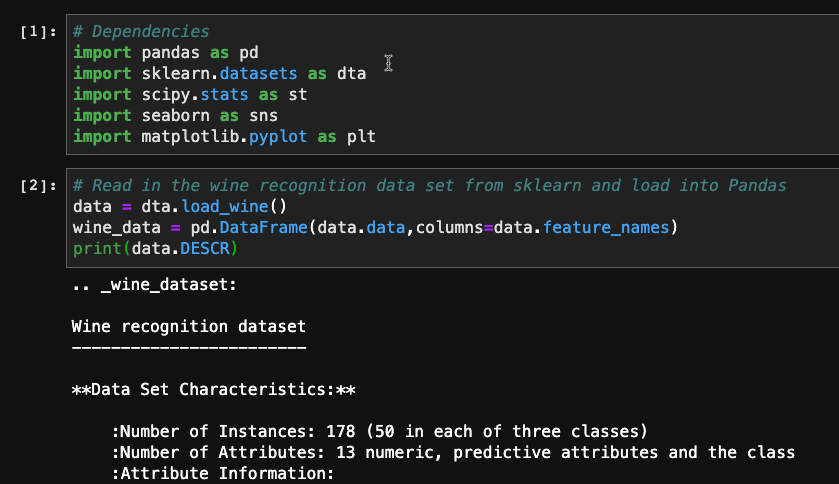 [1]: # Dependencies
import pandas as pd
import sklearn.datasets as dta
import scipy.stats as st
import seaborn as sns
import matplotlib.pyplot as plt
[2]: # Read in the wine recognition data set from sklearn and load into Pandas
data = dta.load_wine()
wine_data = pd.DataFrame(data.data,columns=data.feature_names)
print(data.DESCR)
.. _wine_dataset:
Wine recognition dataset
------------------------
**Data Set Characteristics:**
:Number of Instances: 178 (50 in each of three classes)
:Number of Attributes: 13 numeric, predictive attributes and the class
:Attribute Information: